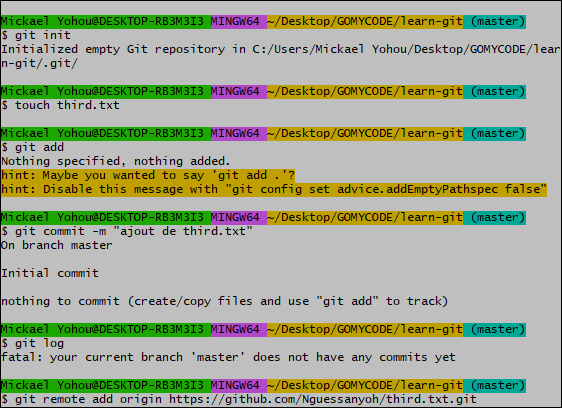 Mickael Yohou@DESKTOP-RB3M3I3 MINGW64 ~/Desktop/GOMYCODE/learn-git (master)
$ git init
Initialized empty Git repository in C:/Users/Mickael Yohou/Desktop/GOMYCODE/lear
n-git/.git/
Mickael Yohou@DESKTOP-RB3M3I3 MINGW64 ~/Desktop/GOMYCODE/learn-git (master)
$ touch third.txt
Mickael Yohou@DESKTOP-RB3M3I3 MINGW64 ~/Desktop/GOMYCODE/learn-git (master)
$ git add
Nothing specified, nothing added.
hint: Maybe you wanted to say 'git add .'?
hint: Disable this message with "git config set advice.addEmptyPathspec false"
Mickael Yohou@DESKTOP-RB3M3I3 MINGW64 ~/Desktop/GOMYCODE/learn-git (master)
$ git commit -m "ajout de third.txt"
On branch master
Initial commit
nothing to commit (create/copy files and use "git add" to track)
Mickael Yohou@DESKTOP-RB3M3I3 MINGW64 ~/Desktop/GOMYCODE/learn-git (master)
$ git log
fatal: your current branch 'master' does not have any commits yet
Mickael Yohou@DESKTOP-RB3M3I3 MINGW64 ~/Desktop/GOMYCODE/learn-git (master)
$ git remote add origin https://github.com/Nguessanyoh/third.txt.git